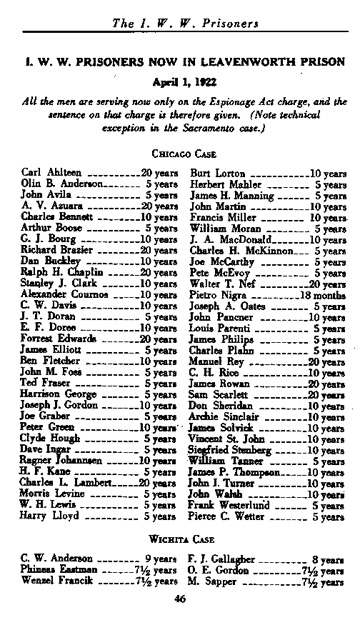 The I. W. W. Prisoners
I. W. W. PRISONERS NOW IN LEAVENWORTH PRISON
April 1, 1922
All the men are serving now only on the Espionage Act charge, and the
sentence on that charge is therefore given. (Note technical
exception in the Sacramento case.)
CHICAGO CASE
Carl Ahlteen ----------20 years
Olin B. Anderson-------- 5 years
John Avila ------------- 5 years
A. V. Azuara ----------20 years
Charles Bennett -------10 years
Arthur Boose ---------- 5 years
G. J. Bourg -----------10 years
Richard Brazier --------20 years
Dan Buckley -----------10 years
Ralph H. Chaplin -------20 years
Stanley J. Clark --------10 years
Alexander Cournos -----10 years
C. W. Davis -----------10 years
J. T. Doran ------------ 5 years
E. F. Doree -----------10 years
Forrest Edwards --------20 years
James Elliott ---------- 5 years
Ben Fletcher -----------10 years
John M. Foss ---------- 5 years
Ted Fraser ------------ 5 years
Harrison George ------- 5 years
Joseph J. Gordon -------10 years
Joe Graber ------------ 5 years
Peter Green -----------10 years
Clyde Hough ---------- 5 years
Dave Ingar ------------ 5 years
Ragner Johannsen ------10 years
H. F. Kane ------------ 5 years
Charles L. Lambert------20 years
Morris Levine --------- 5 years
W. H. Lewis ---------- 5 years
Harry Lloyd ----------- 5 years
Burt Lorton ----------10 years
Herbert Mahler -------- 5 years
James H. Manning ------ 5 years
John Martin -----------10 years
Francis Miller ---------10 years
William Moran --------- 5 years
J. A. MacDonald--------10 years
Charles H. McKinnon---- 5 years
Joe McCarthy ---------- 5 years
Pete McEvoy ----------- 5 years
Walter T. Nef ---------20 years
Pietro Nigra ----------18 months
Joseph A. Oates -------- 5 years
John Pancner ----------10 years
Louis Parenti ---------- 5 years
James Philips ---------- 5 years
Charles Plahn ---------- 5 years
Manuel Rey -----------20 years
C. H. Rice ------------10 years
James Rowan ----------20 years
Sam Scarlett ----------20 years
Don Sheridan ----------10 years
Archie Sinclair ---------10 years
James Solvick ----------10 years
Vincent St. John -------10 years
Siegfried Stenberg ------10 years
William Tanner -------- 5 years
James P. Thompson-----10 years
John I. Turner ---------10 years
John Walsh -----------10 years
Frank Westerlund ------ 5 years
Pierce C. Wetter ------- 5 years
WICHITA CASE
C. W. Anderson -------- 9 years
Phineas Eastman ------7½ years
Wenzel Francik --------7½ years
F. J. Gallagher --------- 8 years
O. E. Gordon ---------7½ years
M. Sapper ------------7½ years
46